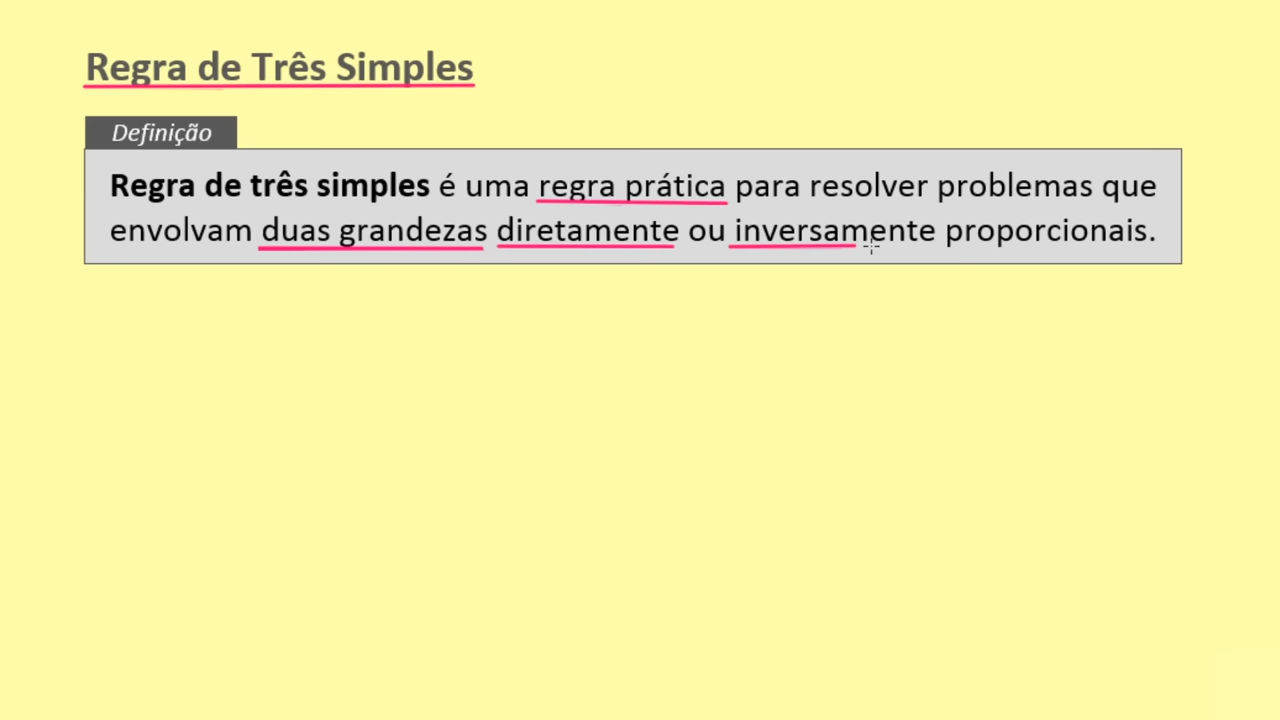 Regra de Três Simples
Definição
Regra de três simples é uma regra prática para resolver problemas que
envolvam duas grandezas diretamente ou inversamente proporcionais.